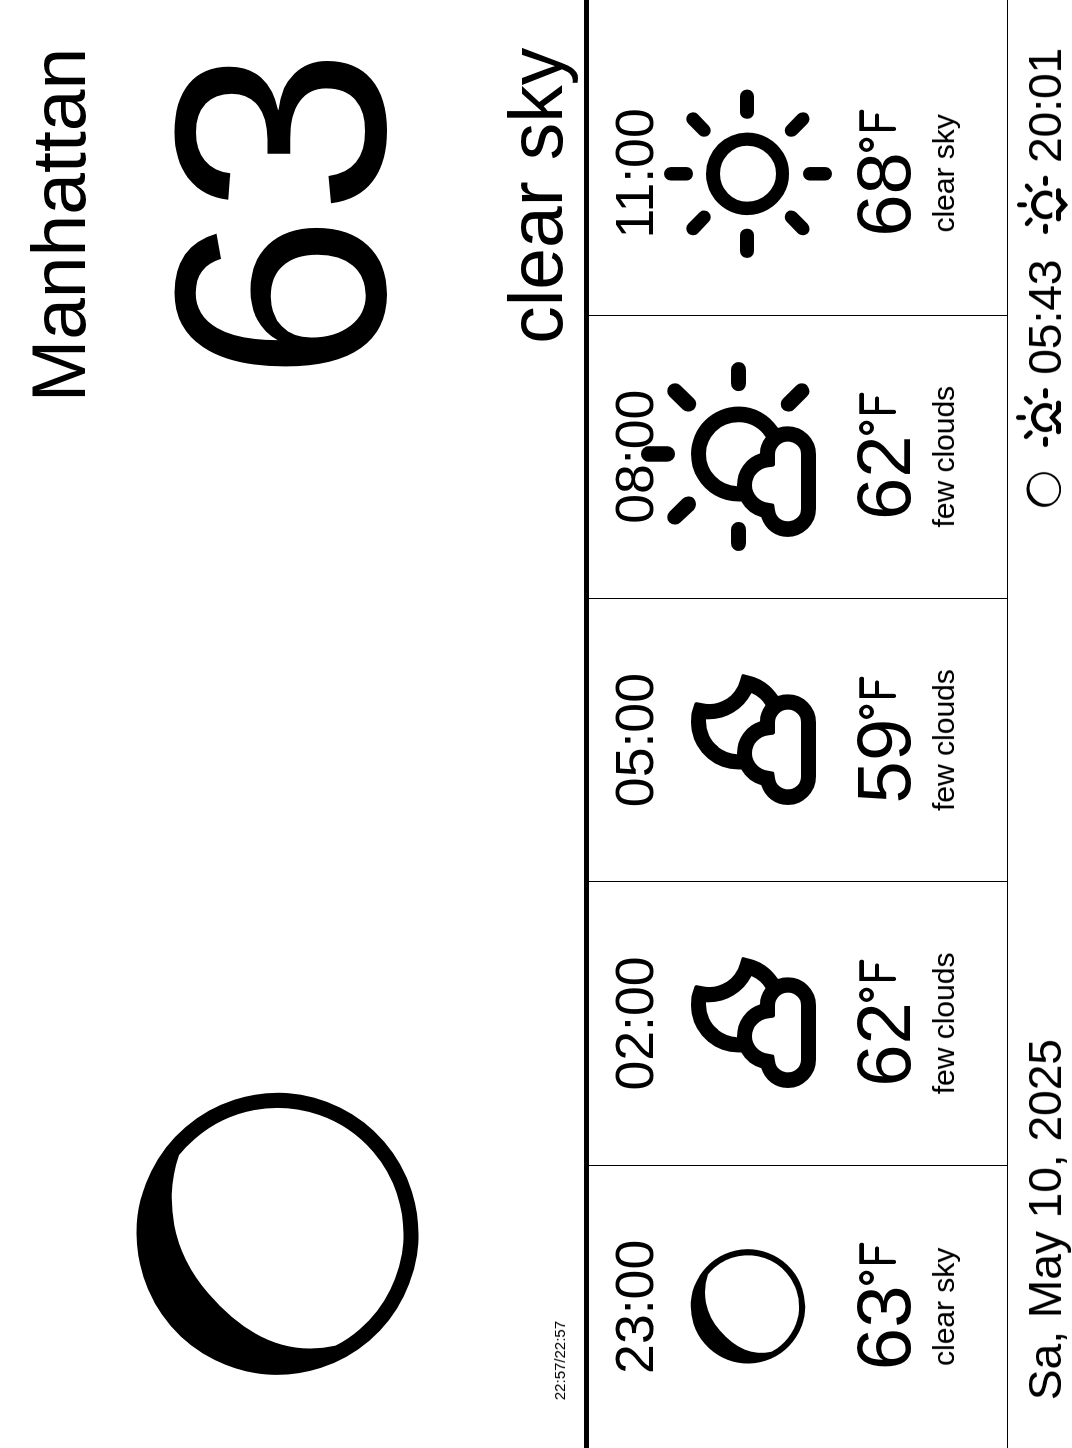 Manhattan
63
clear sky
22:57/22:57
23:00
63°F
clear sky
02:00
62°F
few clouds
05:00
59°F
few clouds
08:00
62°F
few clouds
11:00
68°F
clear sky
Sa, May 10, 2025
05:43
20:01